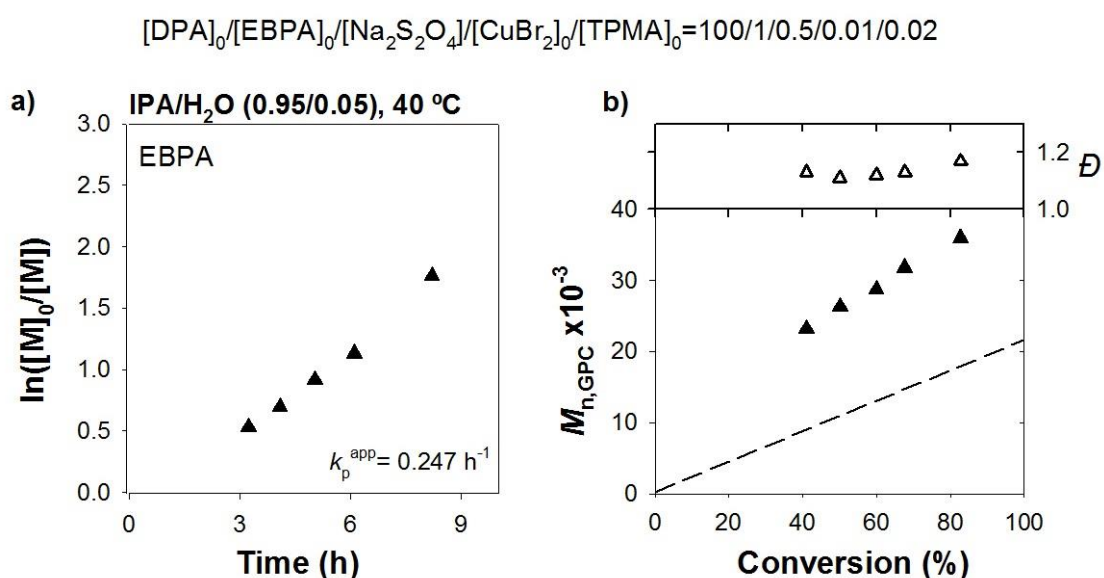 [DPA]₀/[EBPA]₀/[Na₂S₂O₄]/[CuBr₂]₀/[TPMA]₀=100/1/0.5/0.01/0.02
a)
IPA/H₂O (0.95/0.05), 40 ºC
EBPA
3.0
2.5
2.0
1.5
1.0
0.5
0.0
ln([M]₀/[M])
kₚᵃᵖᵖ= 0.247 h⁻¹
0 3 6 9
Time (h)
b)
1.2
Đ
1.0
40
30
20
10
0
Mn,GPC x10⁻³
0 20 40 60 80 100
Conversion (%)